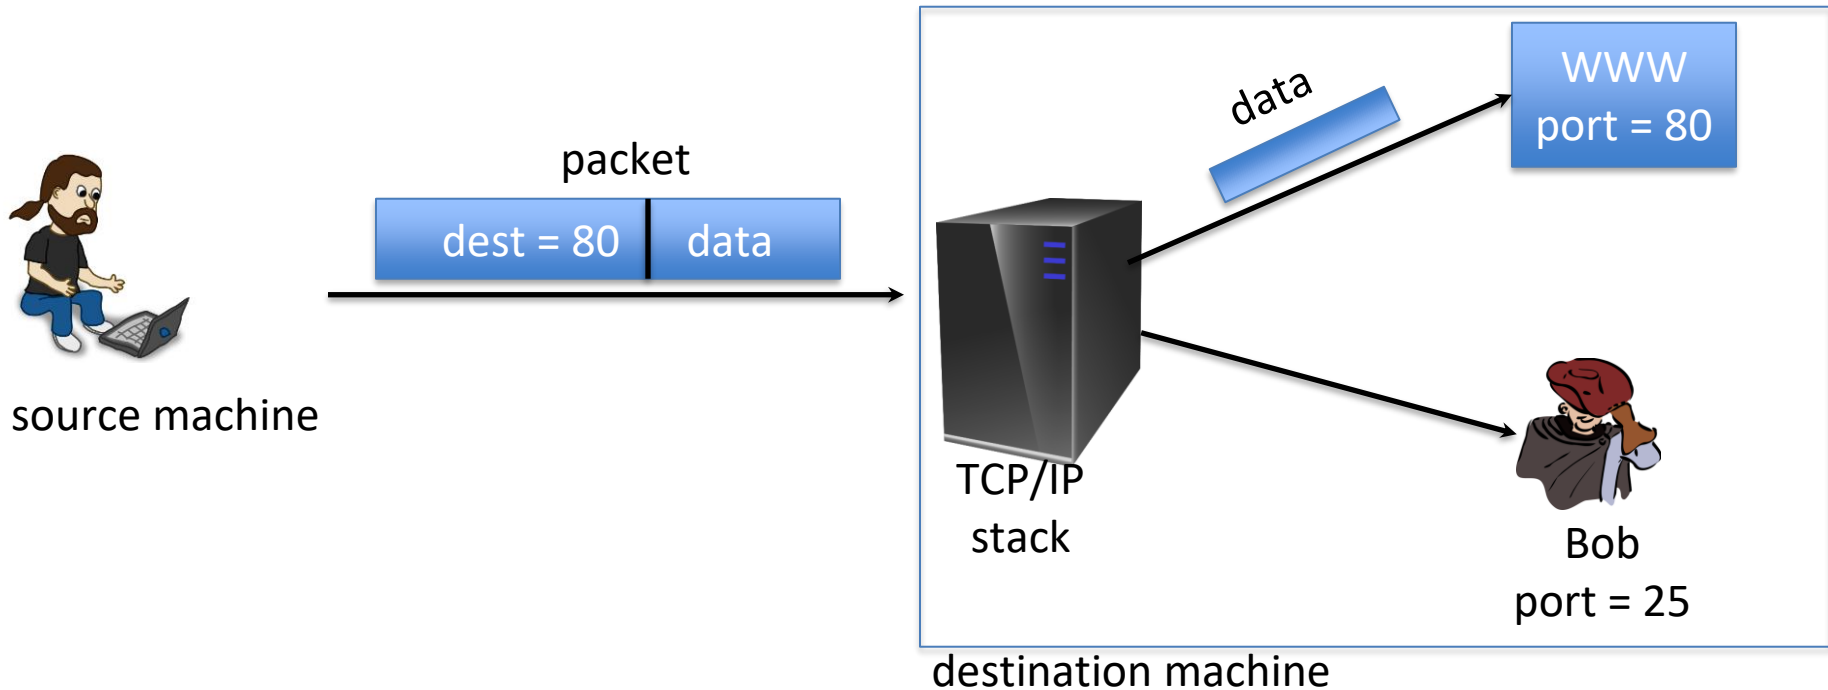 source machine
packet
dest = 80
data
data
WWW
port = 80
TCP/IP
stack
Bob
port = 25
destination machine